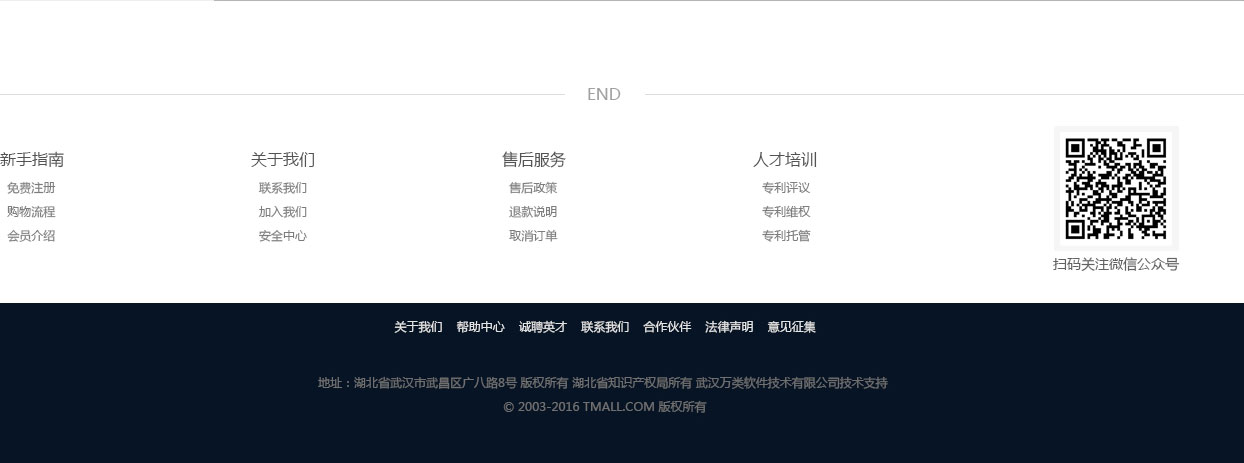 END
新手指南 关于我们 售后服务 人才培训
免费注册 联系我们 售后政策 专利评议
购物流程 加入我们 退款说明 专利维权
会员介绍 安全中心 取消订单 专利托管
扫码关注微信公众号
关于我们 帮助中心 诚聘英才 联系我们 合作伙伴 法律声明 意见征集
地址：湖北省武汉市武昌区广八路8号 版权所有 湖北省知识产权局所有 武汉万类软件技术有限公司技术支持
© 2003-2016 TMALL.COM 版权所有